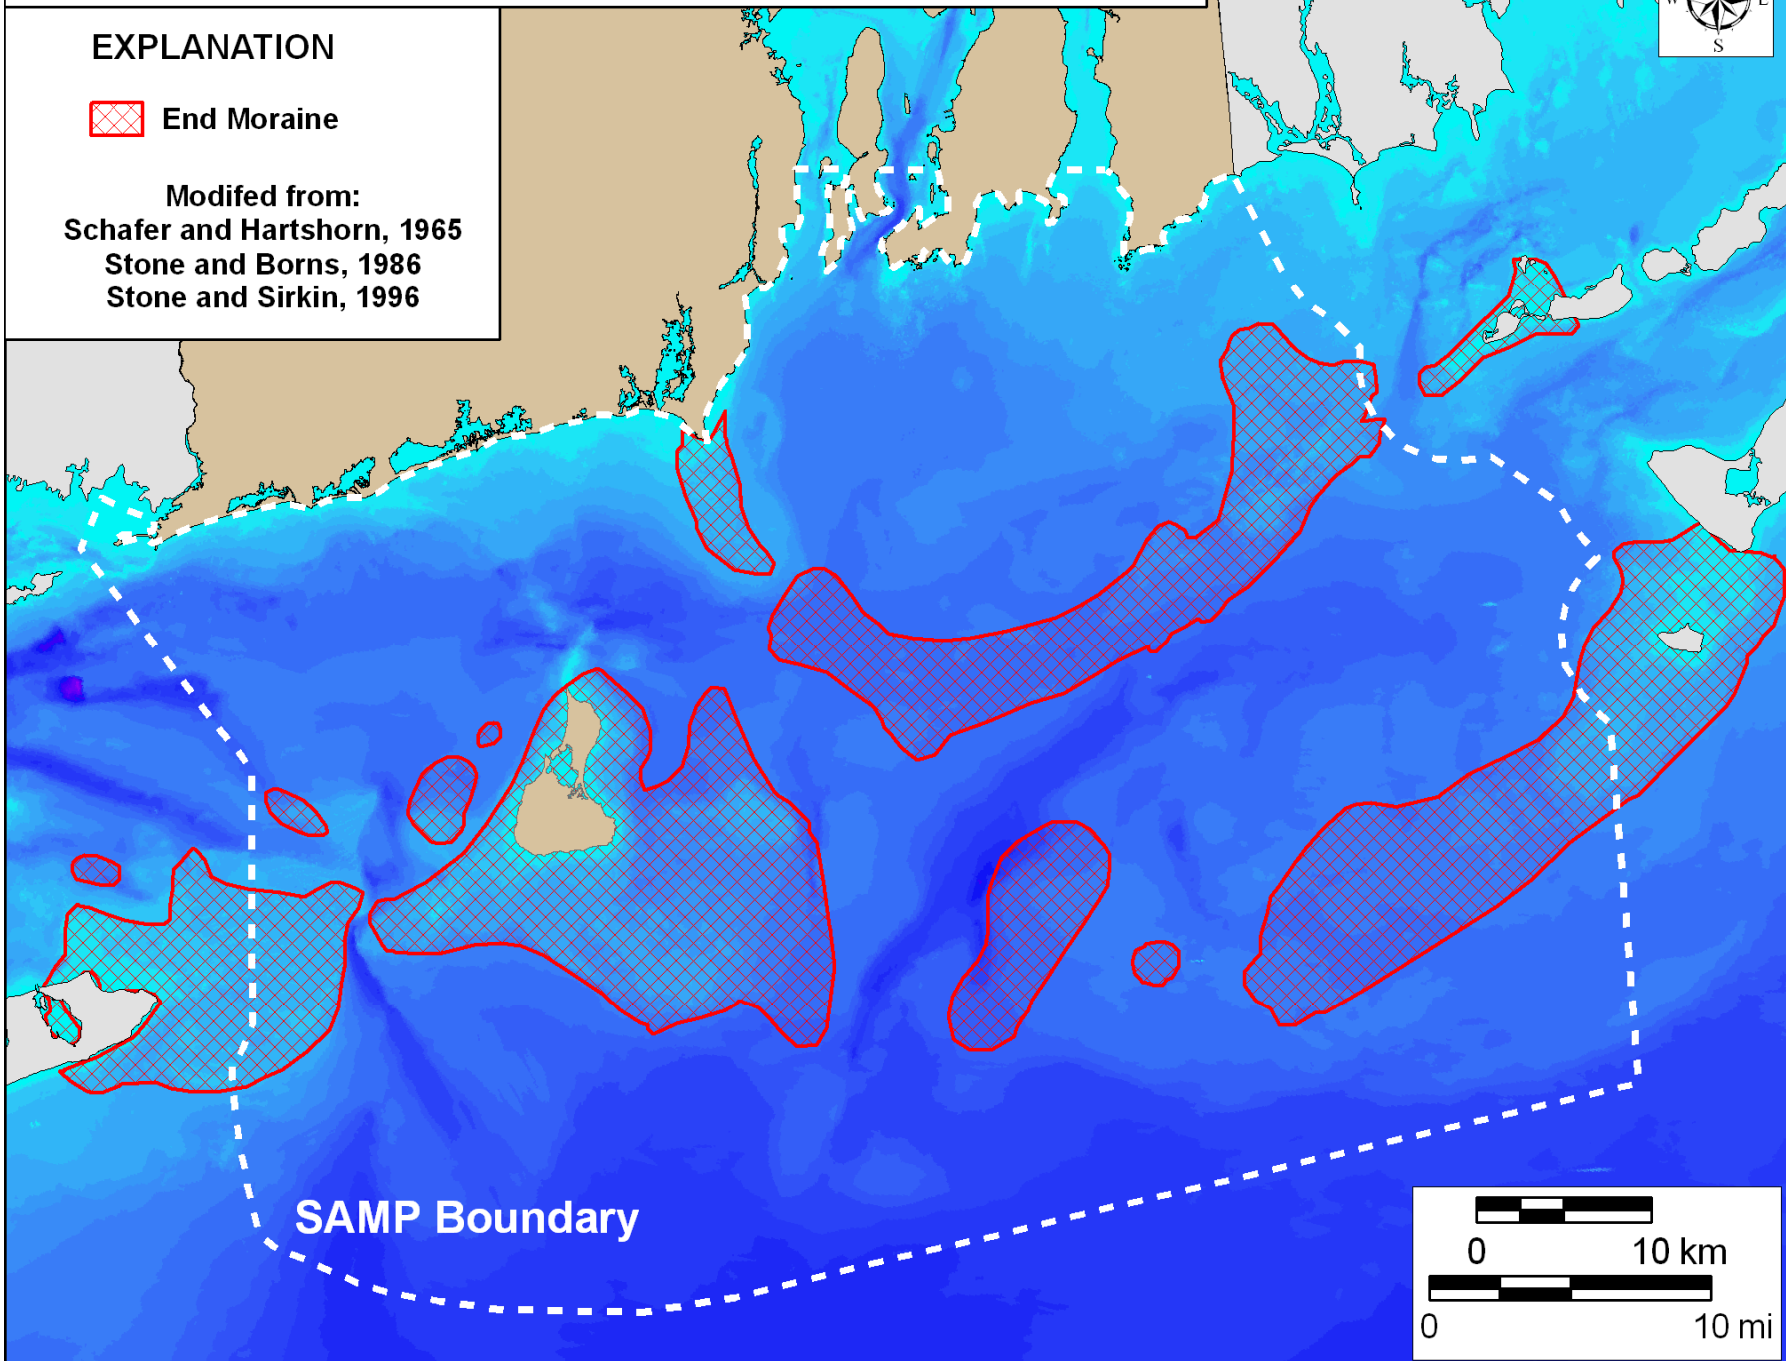 EXPLANATION
End Moraine
Modifed from:
Schafer and Hartshorn, 1965
Stone and Borns, 1986
Stone and Sirkin, 1996
W E
S
SAMP Boundary
0 10 km
0 10 mi